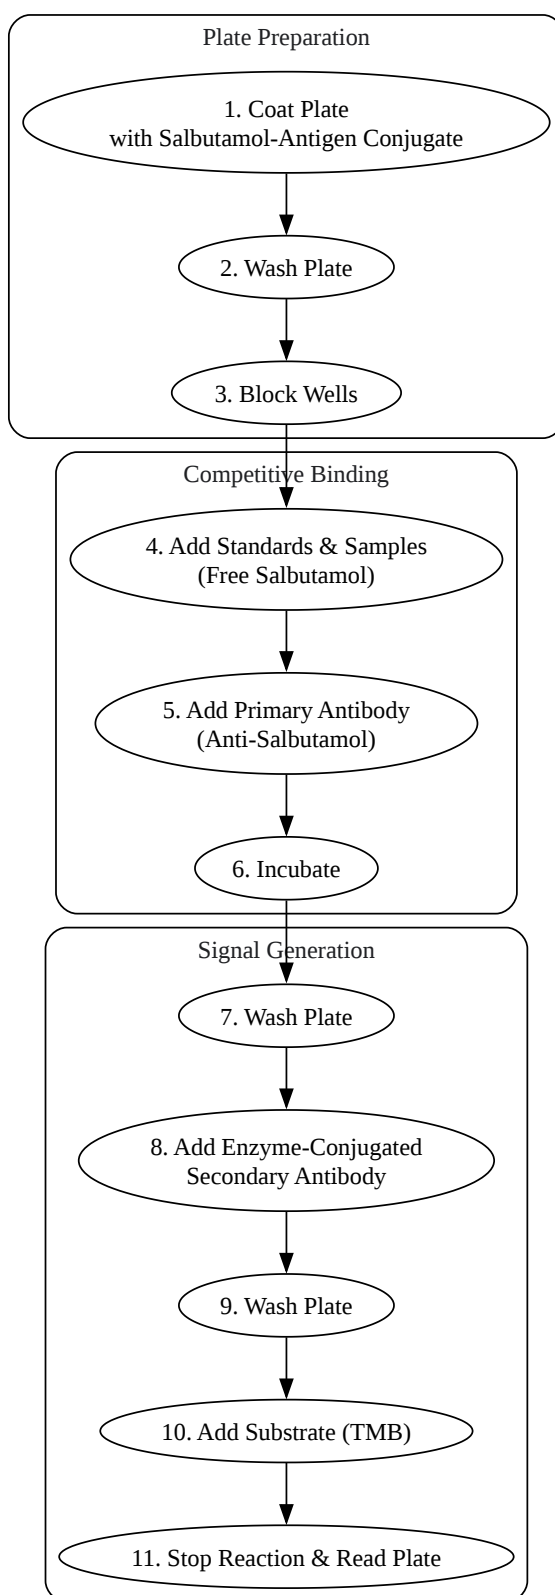 Plate Preparation
1. Coat Plate
with Salbutamol-Antigen Conjugate
2. Wash Plate
3. Block Wells
Competitive Binding
4. Add Standards & Samples
(Free Salbutamol)
5. Add Primary Antibody
(Anti-Salbutamol)
6. Incubate
Signal Generation
7. Wash Plate
8. Add Enzyme-Conjugated
Secondary Antibody
9. Wash Plate
10. Add Substrate (TMB)
11. Stop Reaction & Read Plate